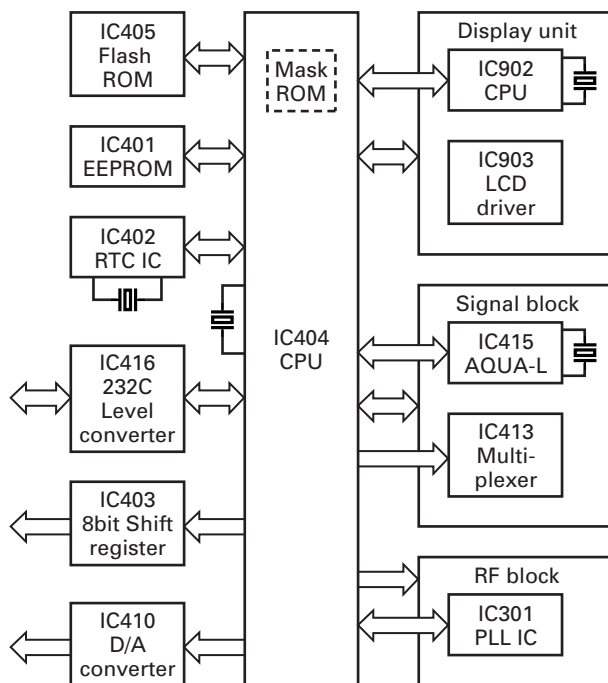 IC405
Flash
ROM
IC401
EEPROM
IC402
RTC IC
IC416
232C
Level
converter
IC403
8bit Shift
register
IC410
D/A
converter
Mask
ROM
IC404
CPU
Display unit
IC902
CPU
IC903
LCD
driver
Signal block
IC415
AQUA-L
IC413
Multi-
plexer
RF block
IC301
PLL IC